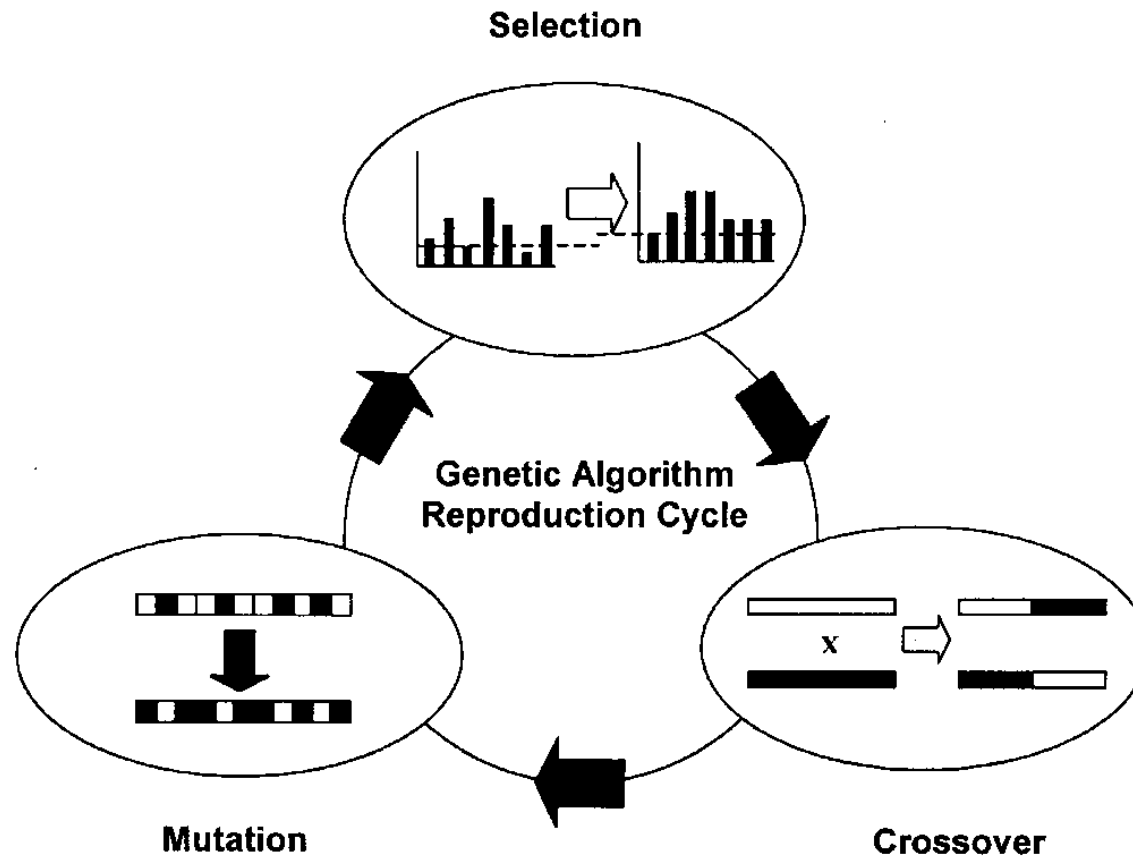 Selection
Genetic Algorithm
Reproduction Cycle
x
Mutation
Crossover